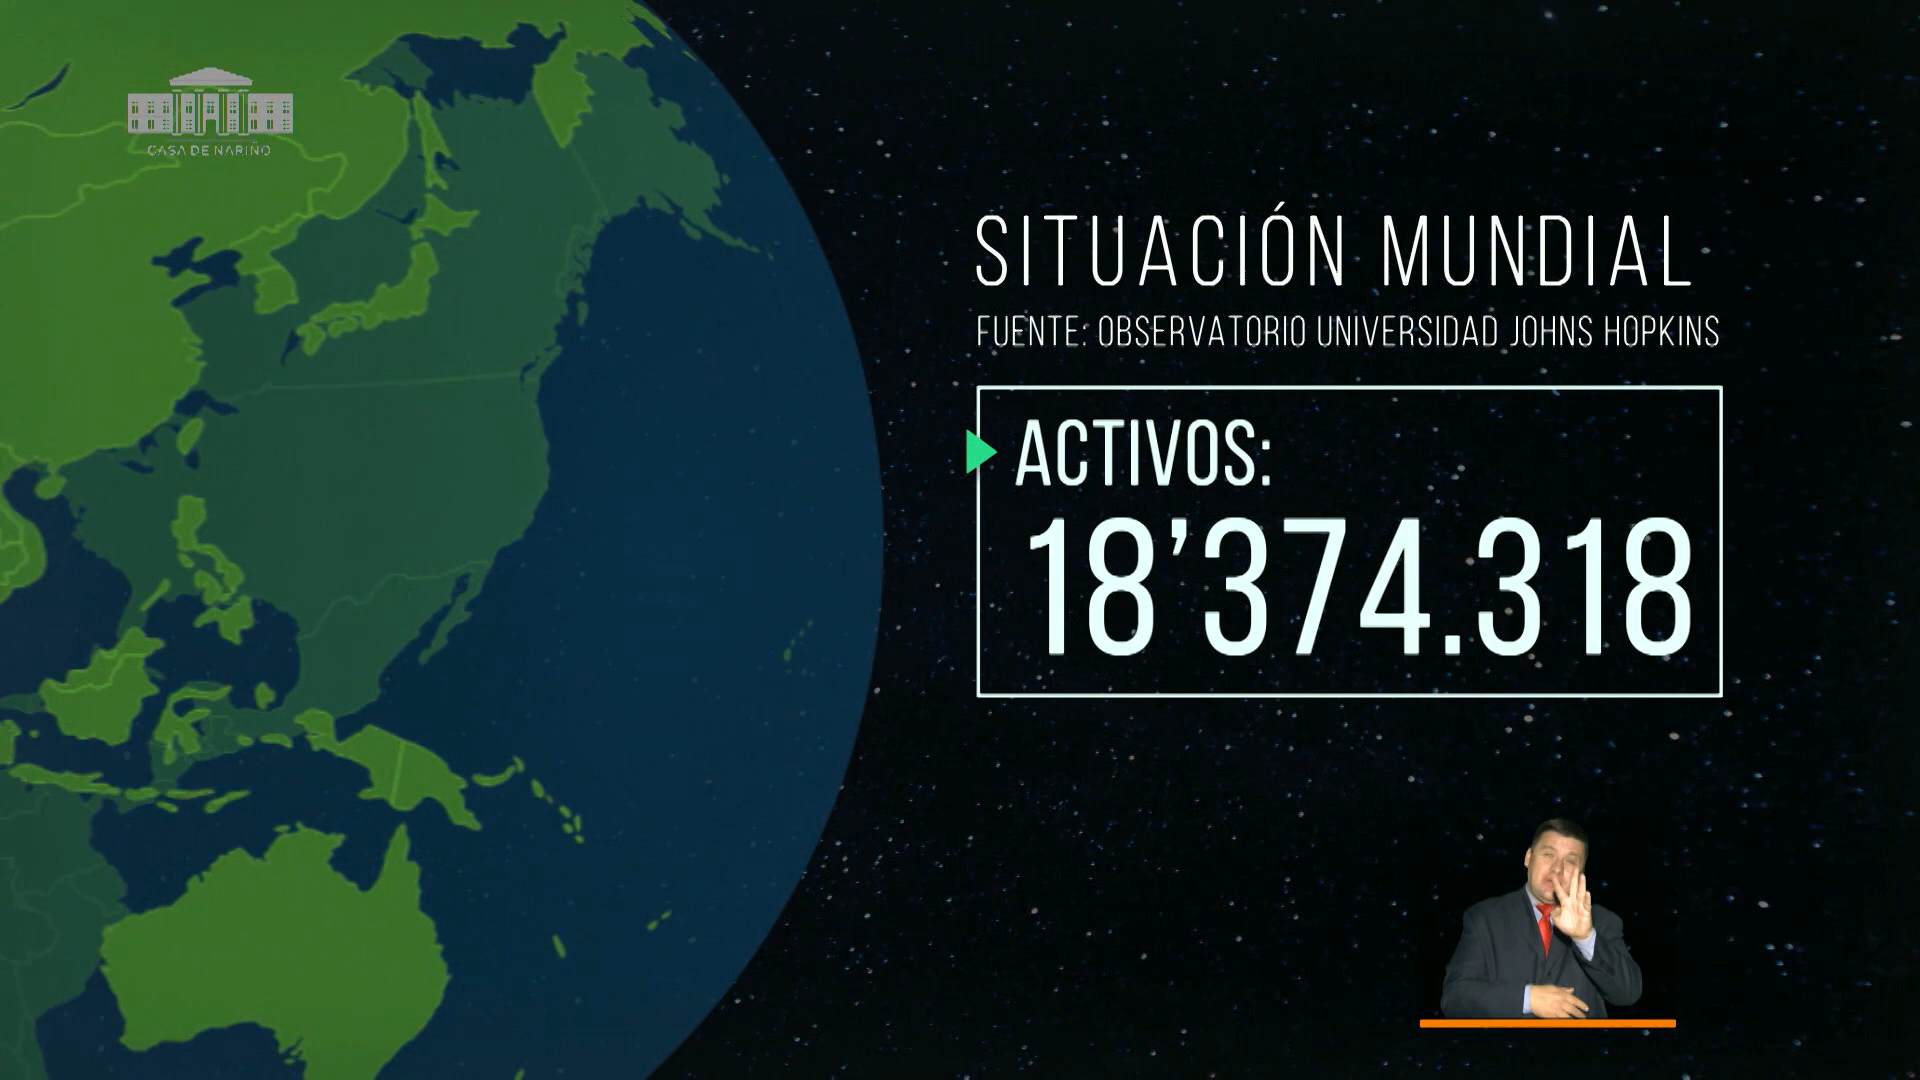 CASA DE NARIÑO
SITUACIÓN MUNDIAL
FUENTE: OBSERVATORIO UNIVERSIDAD JOHNS HOPKINS
ACTIVOS:
18’374.318